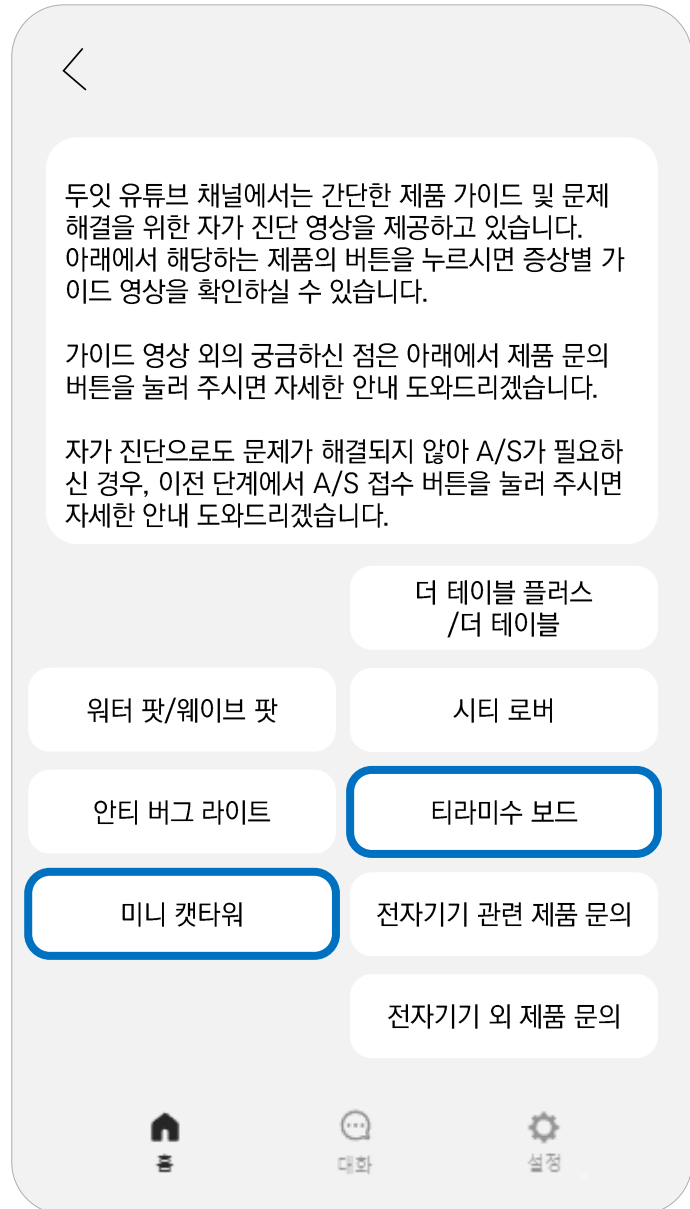 두잇 유튜브 채널에서는 간단한 제품 가이드 및 문제
해결을 위한 자가 진단 영상을 제공하고 있습니다.
아래에서 해당하는 제품의 버튼을 누르시면 증상별 가
이드 영상을 확인하실 수 있습니다.
가이드 영상 외의 궁금하신 점은 아래에서 제품 문의
버튼을 눌러 주시면 자세한 안내 도와드리겠습니다.
자가 진단으로도 문제가 해결되지 않아 A/S가 필요하
신 경우, 이전 단계에서 A/S 접수 버튼을 눌러 주시면
자세한 안내 도와드리겠습니다.
더 테이블 플러스
/더 테이블
워터 팟/웨이브 팟
시티 로버
안티 버그 라이트
티라미수 보드
미니 캣타워
전자기기 관련 제품 문의
전자기기 외 제품 문의
홈
대화
설정